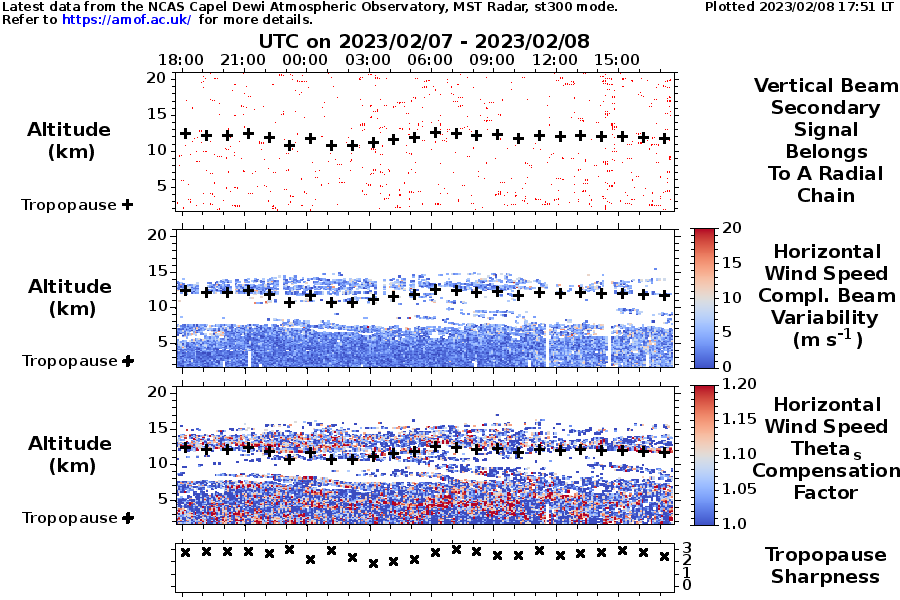 Latest data from the NCAS Capel Dewi Atmospheric Observatory, MST Radar, st300 mode.
Plotted 2023/02/08 17:51 LT
Refer to https://amof.ac.uk/ for more details.
UTC on 2023/02/07 - 2023/02/08
18:00 21:00 00:00 03:00 06:00 09:00 12:00 15:00
20
15
10
5
Altitude
(km)
Tropopause +
Vertical Beam
Secondary
Signal
Belongs
To A Radial
Chain
20
15
10
5
Altitude
(km)
Tropopause +
20
15
10
5
0
Horizontal
Wind Speed
Compl. Beam
Variability
(m s-1)
20
15
10
5
Altitude
(km)
Tropopause +
1.20
1.15
1.10
1.05
1.0
Horizontal
Wind Speed
Theta s
Compensation
Factor
3
2
1
0
Tropopause
Sharpness